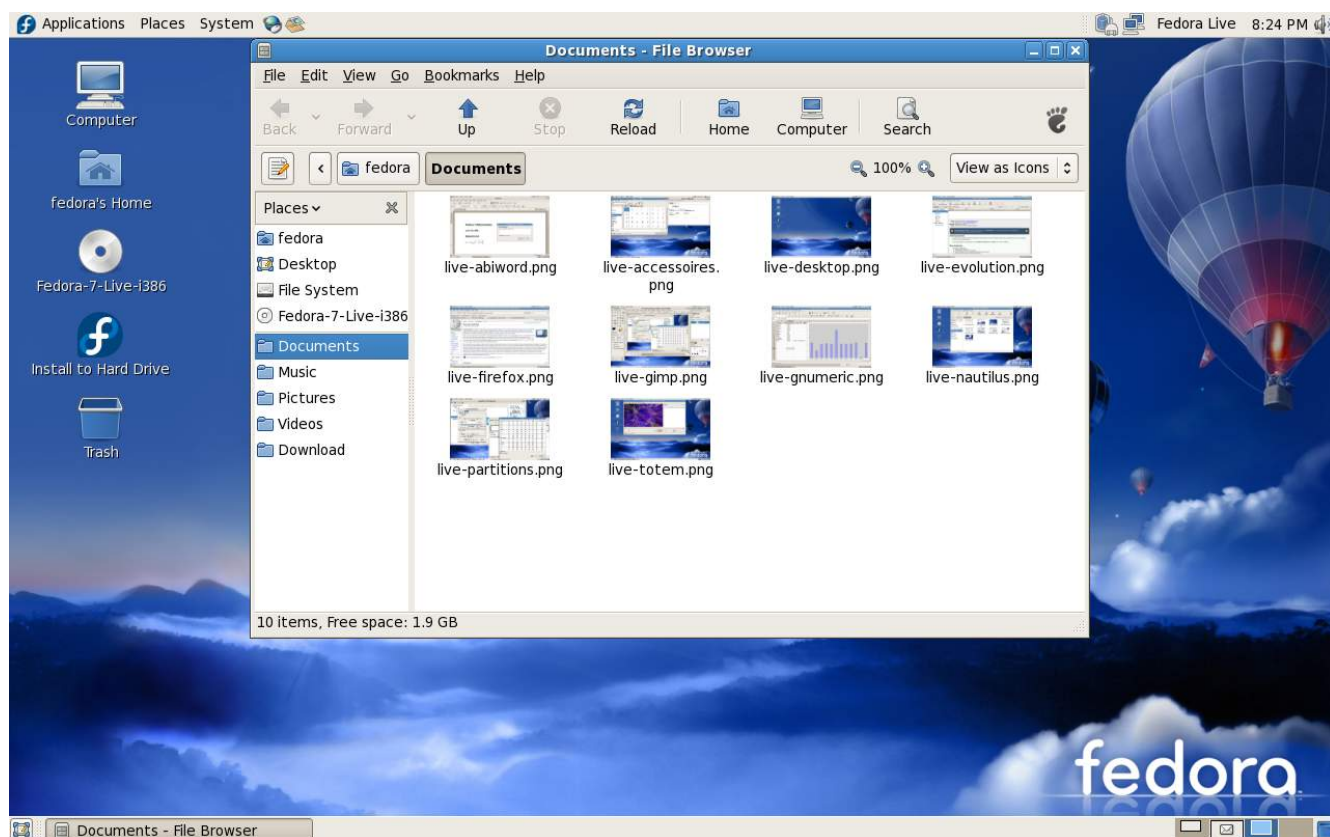 Applications Places System
Fedora Live 8:24 PM
Computer
fedora's Home
Fedora-7-Live-i386
Install to Hard Drive
Trash
Documents - File Browser
File Edit View Go Bookmarks Help
Back Forward Up Stop Reload Home Computer Search
fedora Documents 100% View as Icons
Places
fedora
Desktop
File System
Fedora-7-Live-i386
Documents
Music
Pictures
Videos
Download
live-abiword.png
live-accessoires.
png
live-desktop.png
live-evolution.png
live-firefox.png
live-gimp.png
live-gnumeric.png
live-nautilus.png
live-partitions.png
live-totem.png
10 items, Free space: 1.9 GB
fedora
Documents - File Browser